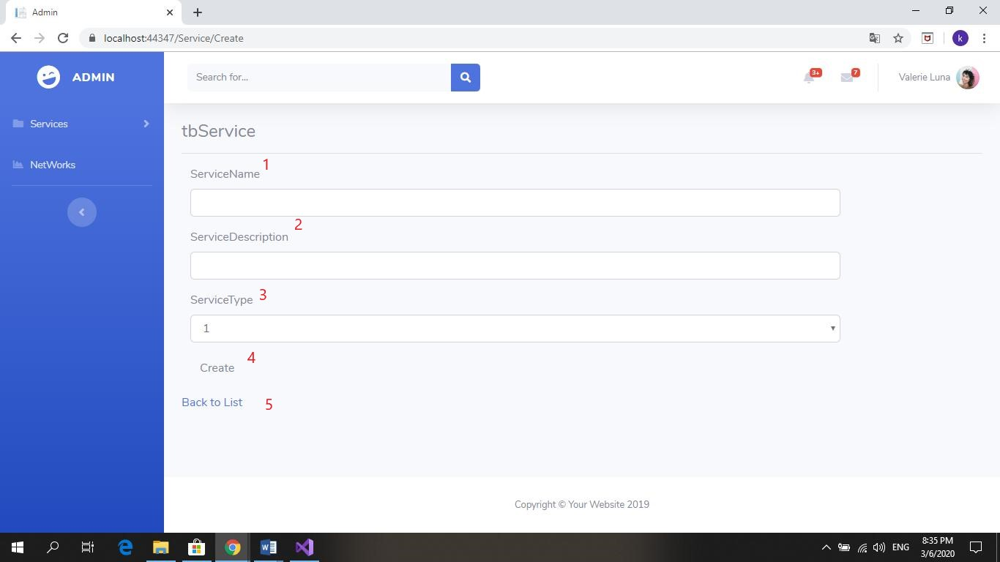 Admin
localhost:44347/Service/Create
k
ADMIN
Search for...
3+
7
Valerie Luna
Services
NetWorks
tbService
ServiceName 1
ServiceDescription 2
ServiceType 3
1
Create 4
Back to List 5
Copyright © Your Website 2019
ENG
8:35 PM
3/6/2020